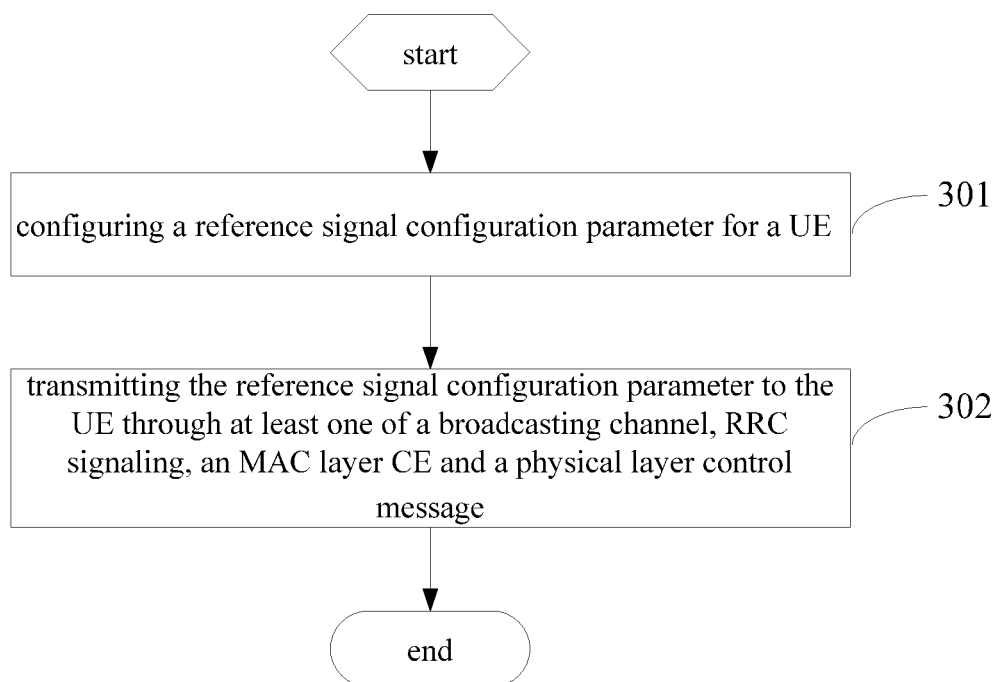 start
configuring a reference signal configuration parameter for a UE
301
transmitting the reference signal configuration parameter to the
UE through at least one of a broadcasting channel, RRC
signaling, an MAC layer CE and a physical layer control
message
302
end